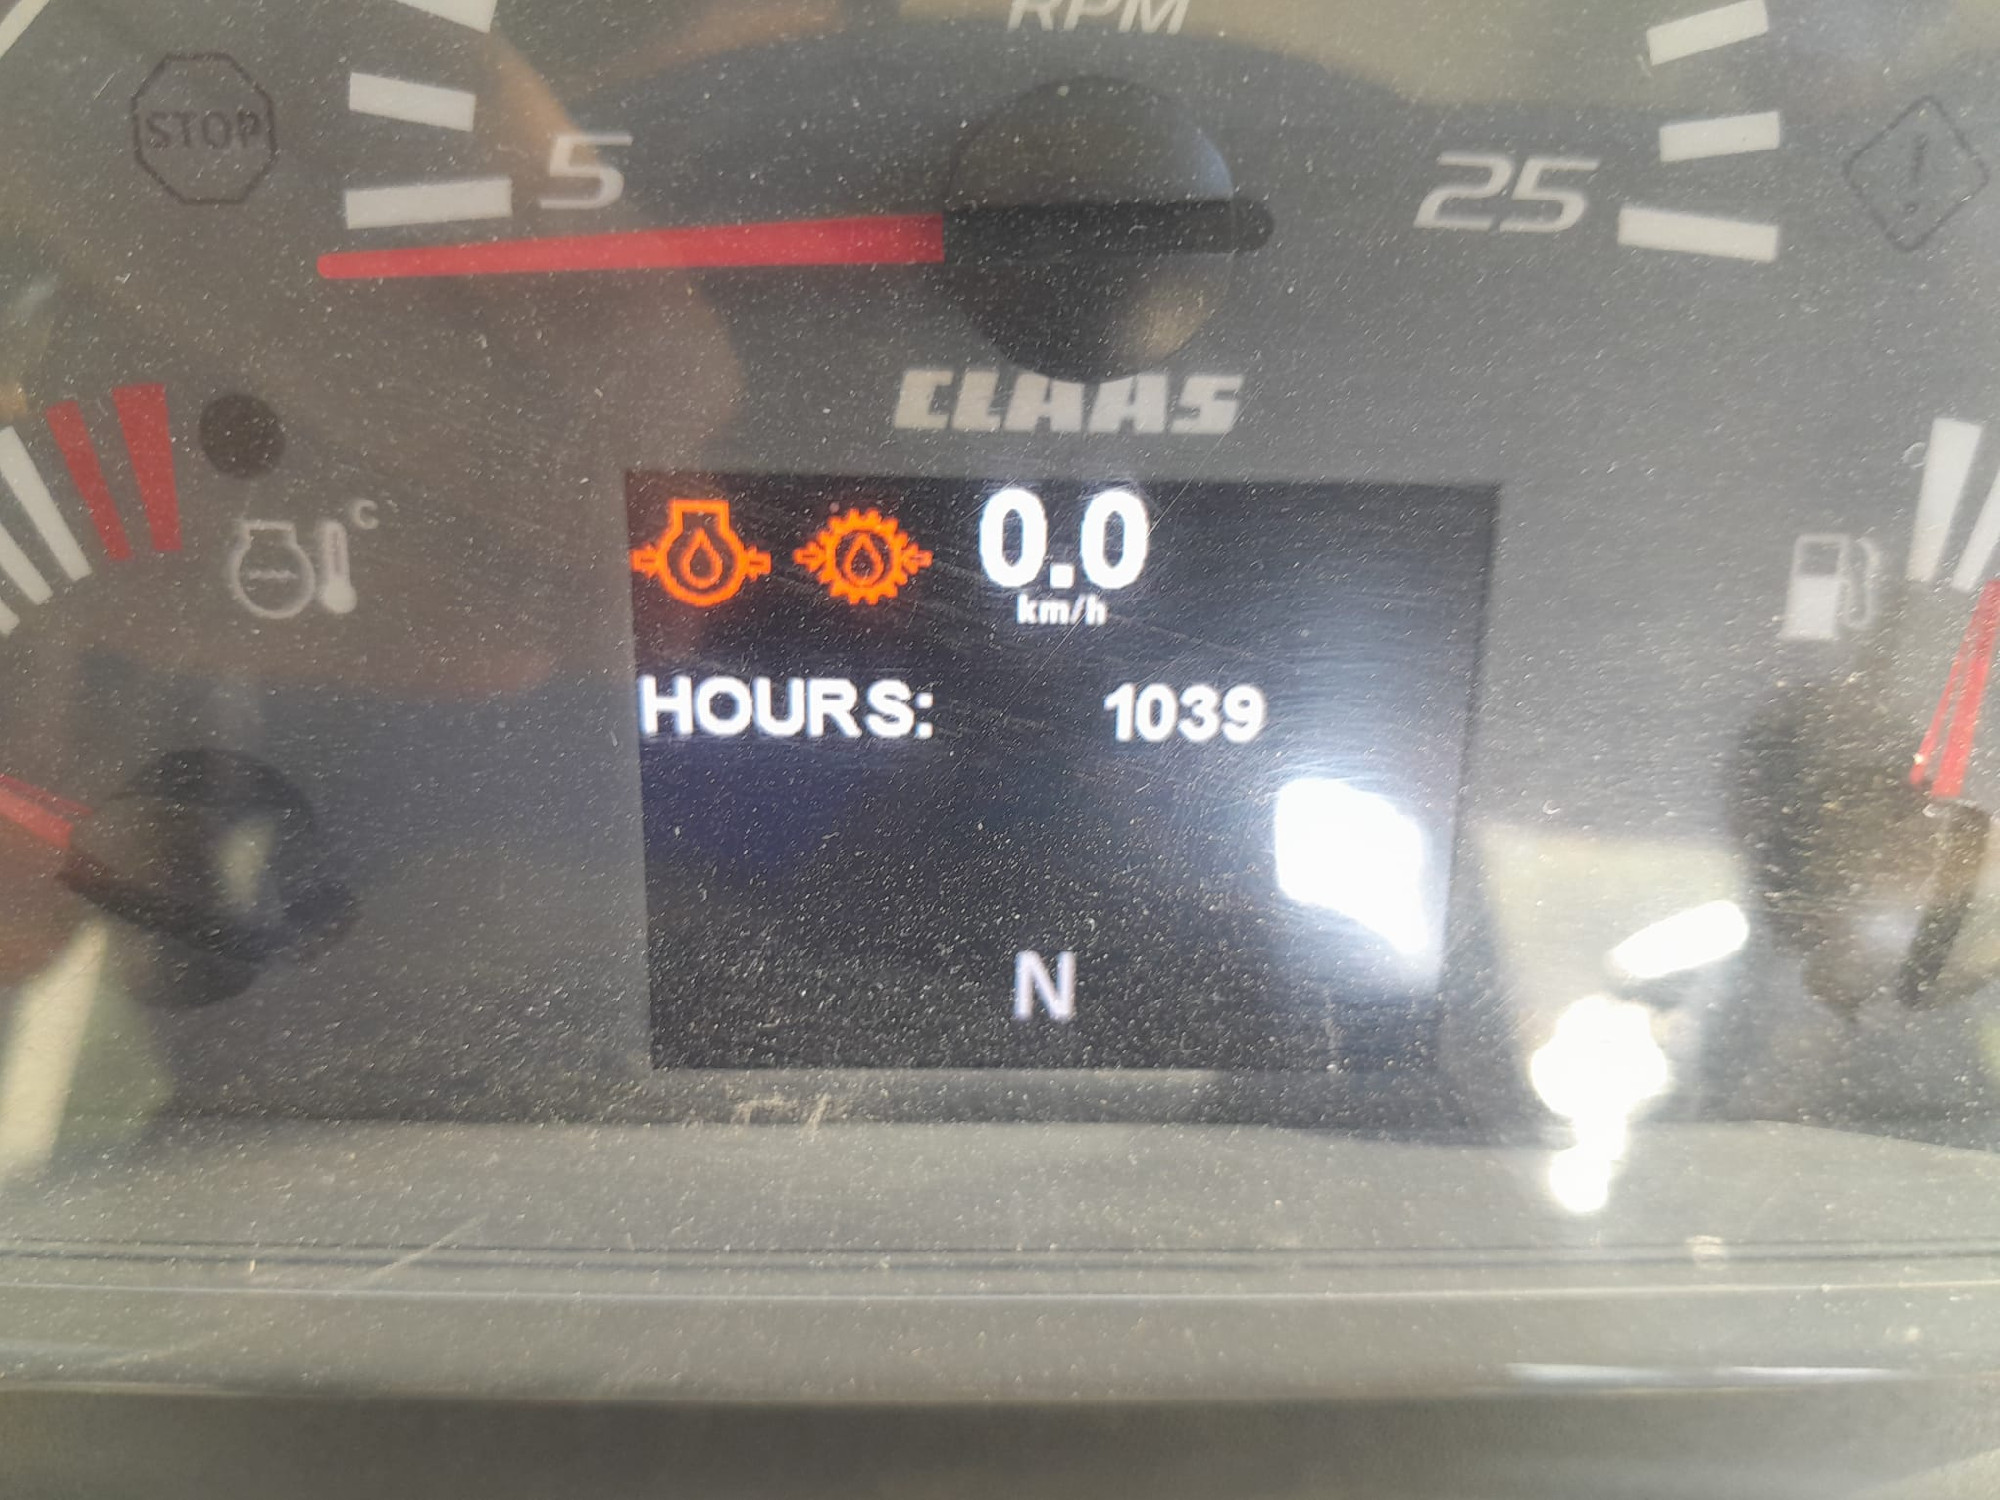 RPM
STOP
5
25
CLAAS
C
0.0
km/h
HOURS: 1039
N